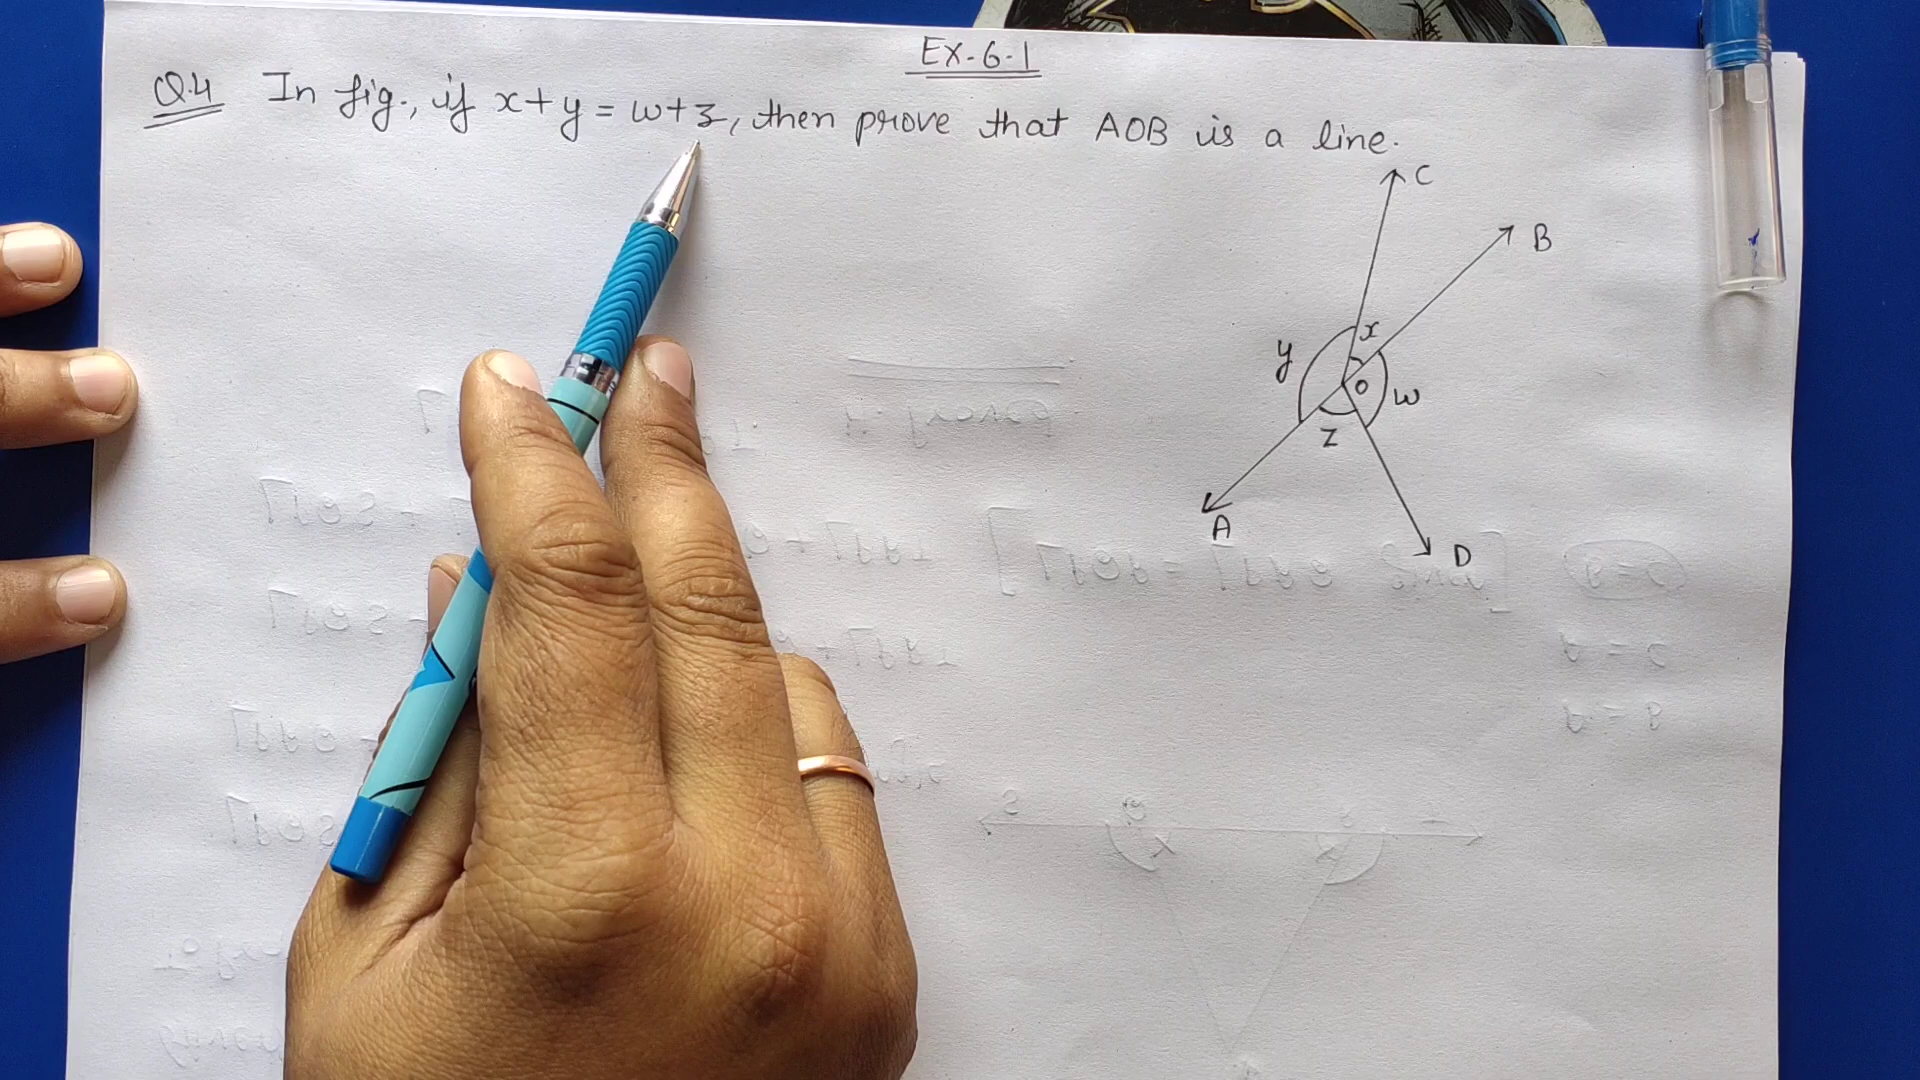 EX-6.1
Q.4 In fig., if x+y = w+z, then prove that AOB is a line.
C
B
x
y
O
w
z
A
D